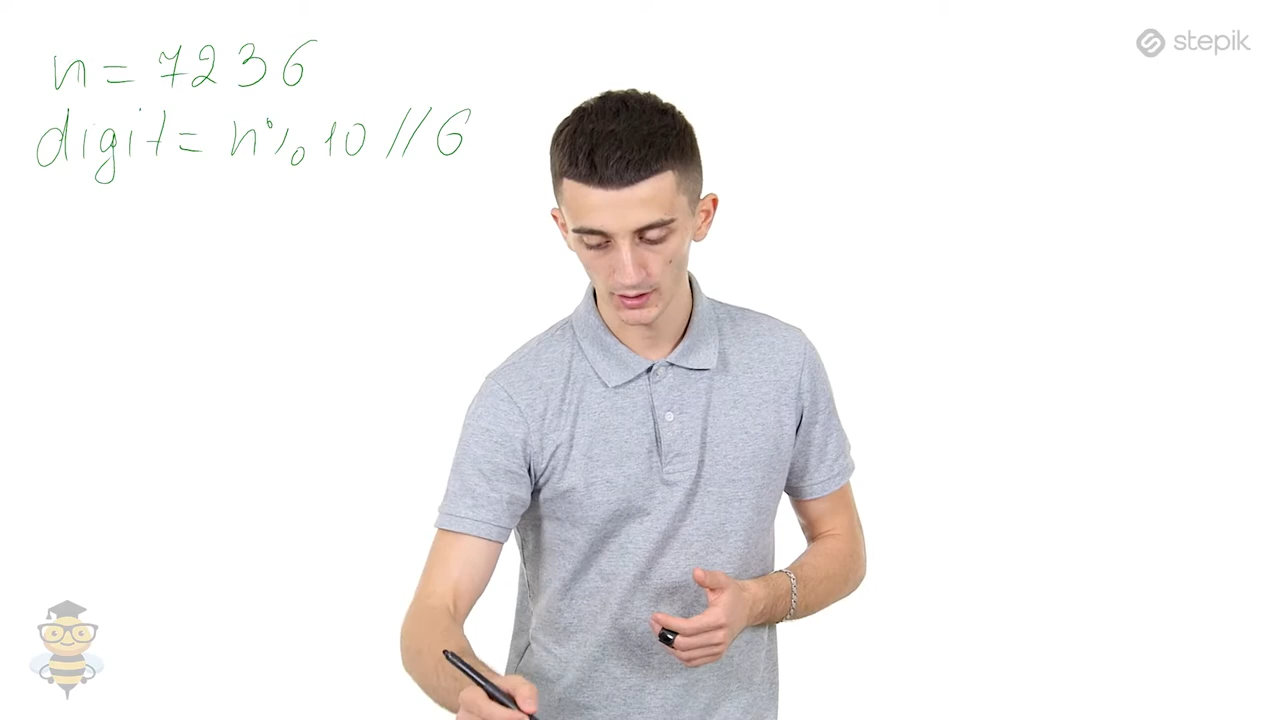 stepik
n = 7236
digit = n % 10 // 6